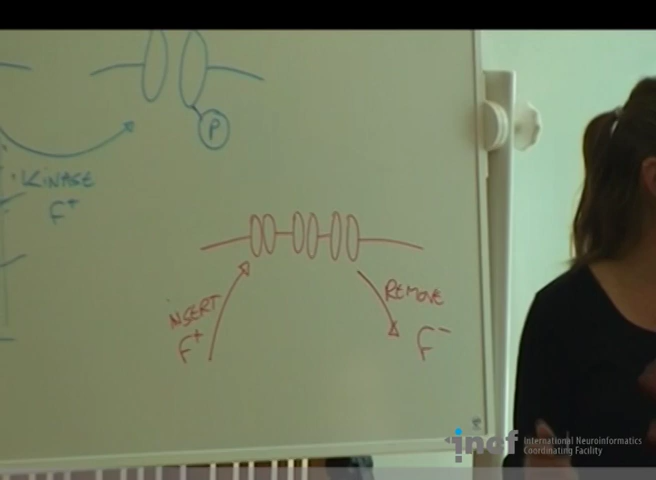 P
KINASE
F+
INSERT
F+
REMOVE
F-
incf International Neuroinformatics
Coordinating Facility